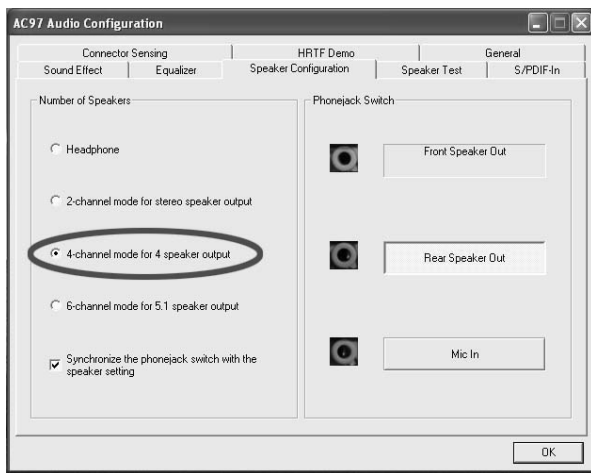 AC97 Audio Configuration
Connector Sensing
HRTF Demo
General
Sound Effect
Equalizer
Speaker Configuration
Speaker Test
S/PDIF-In
Number of Speakers
Headphone
2-channel mode for stereo speaker output
4-channel mode for 4 speaker output
6-channel mode for 5.1 speaker output
Synchronize the phonejack switch with the
speaker setting
Phonejack Switch
Front Speaker Out
Rear Speaker Out
Mic In
OK